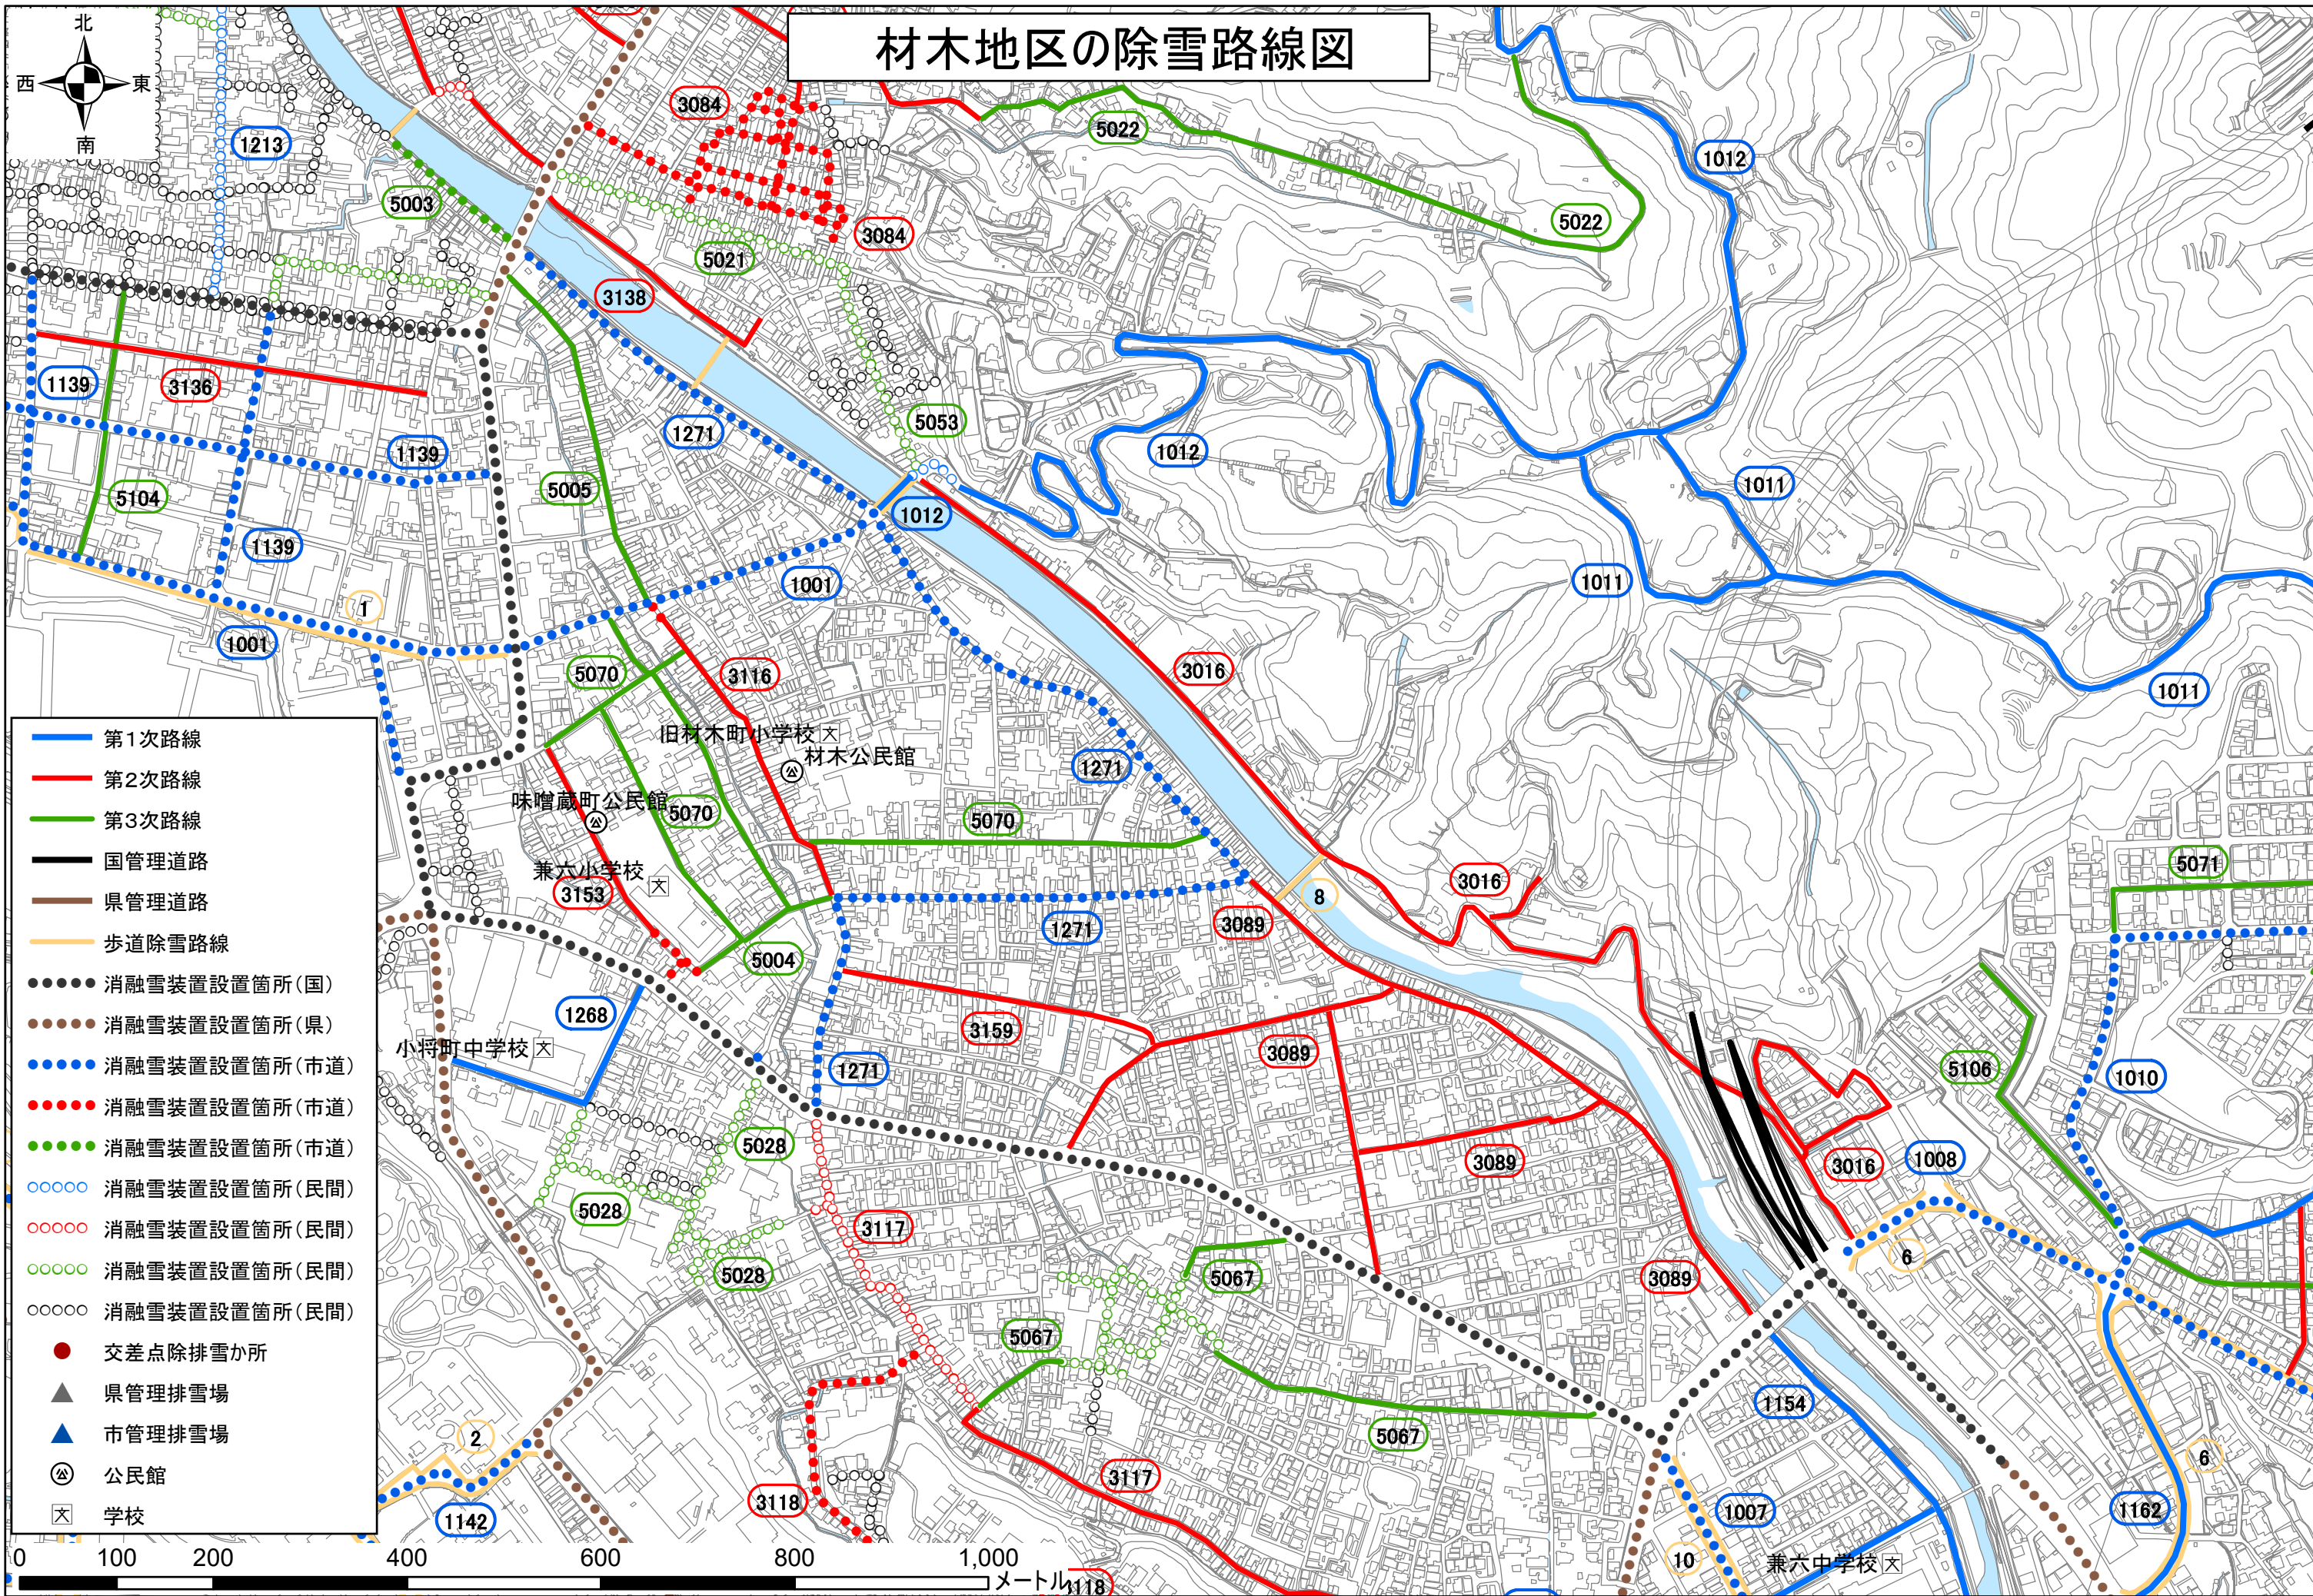 材木地区の除雪路線図
北
西
東
南
3084
5022
1012
1213
5003
5022
3084
5021
3138
1139
3136
5053
1271
1139
1012
5104
5005
1011
1012
1139
1001
1011
1
1001
5070
3116
3016
1011
旧材木町小学校
材木公民館
1271
味噌蔵町公民館
5070
5070
兼六小学校
3153
3016
5071
8
3089
1271
5004
1268
3159
小将町中学校
3089
1271
5106
1010
5028
3089
3016
1008
5028
3117
6
5028
5067
3089
5067
1154
5067
2
3117
6
3118
1142
1007
1162
10
兼六中学校
第1次路線
第2次路線
第3次路線
国管理道路
県管理道路
歩道除雪路線
消融雪装置設置箇所(国)
消融雪装置設置箇所(県)
消融雪装置設置箇所(市道)
消融雪装置設置箇所(市道)
消融雪装置設置箇所(市道)
消融雪装置設置箇所(民間)
消融雪装置設置箇所(民間)
消融雪装置設置箇所(民間)
消融雪装置設置箇所(民間)
交差点除排雪か所
県管理排雪場
市管理排雪場
公民館
学校
0 100 200 400 600 800 1,000
メートル
3118